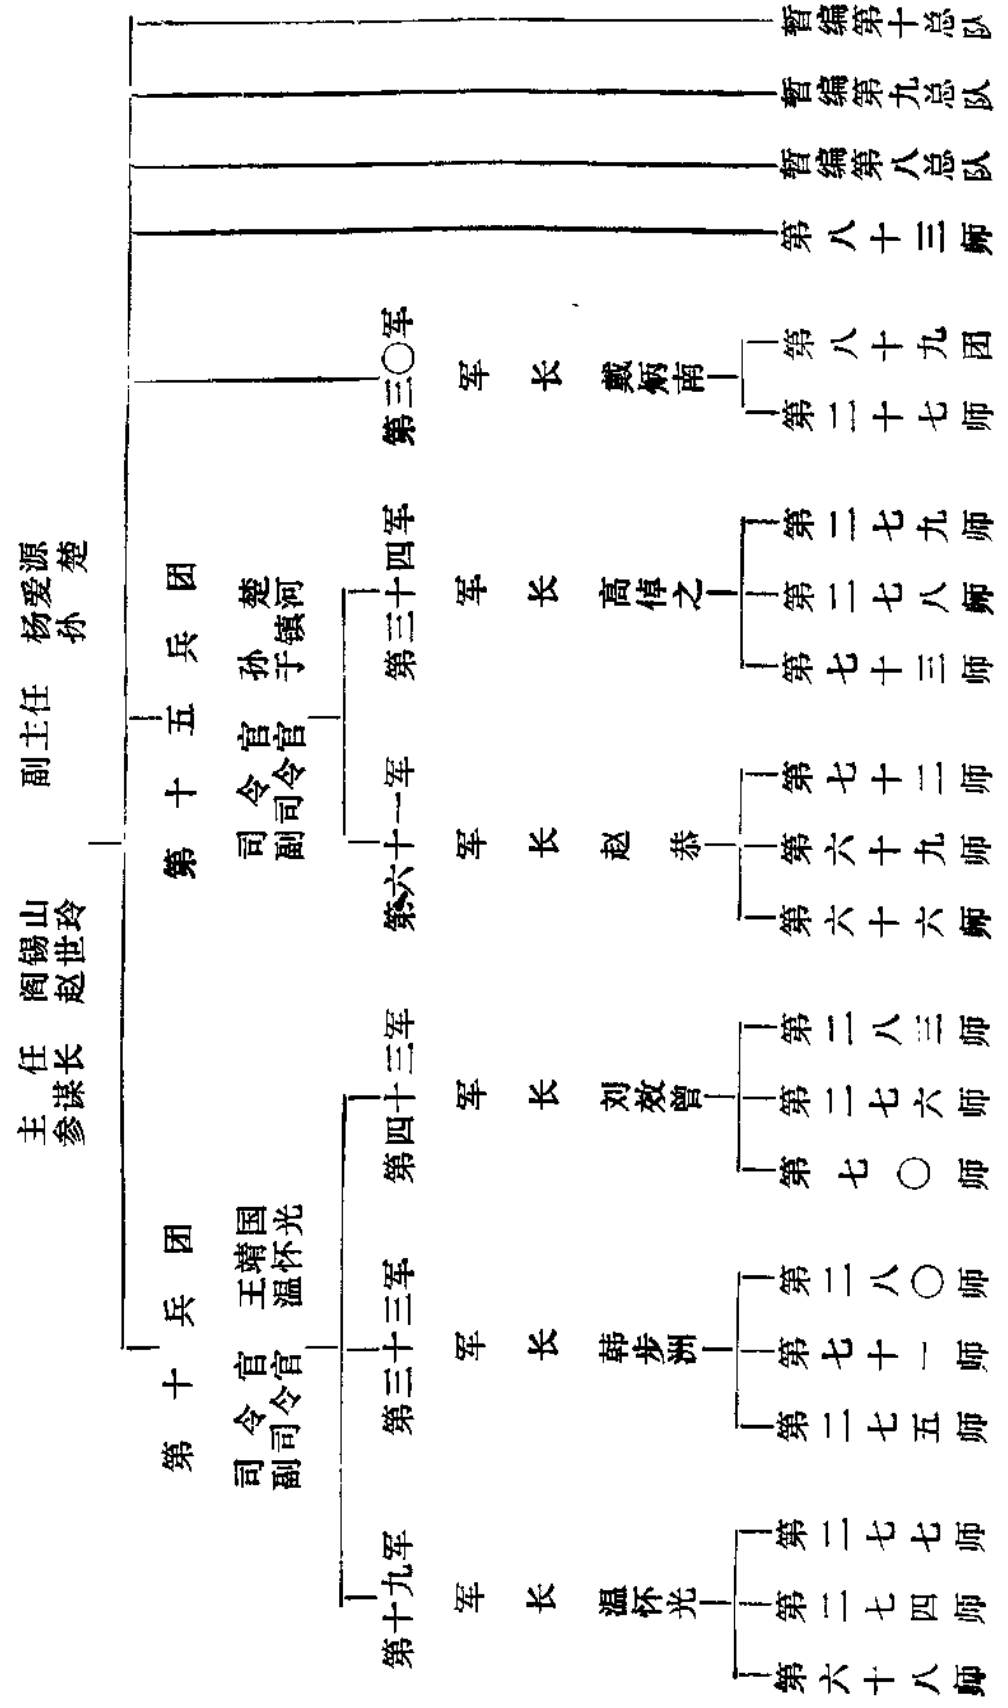 主任 阎锡山 副主任 杨爱源
参谋长 赵世玲 孙楚
第十兵团
司令官 王靖国
副司令官 温怀光
第十九军
军长 温怀光
第六十八师
第二七四师
第二七七师
第三十三军
军长 韩步洲
第二七五师
第七十一师
第二八〇师
第四十三军
军长 刘效曾
第七〇师
第二七六师
第二八三师
第十五兵团
司令官 孙楚
副司令官 于镇河
第六十一军
军长 赵恭
第六十六师
第六十九师
第七十二师
第三十四军
军长 高倬之
第七十三师
第二七八师
第二七九师
第三〇军
军长 戴炳南
第二十七师
第八十九团
第八十三师
暂编第八总队
暂编第九总队
暂编第十总队